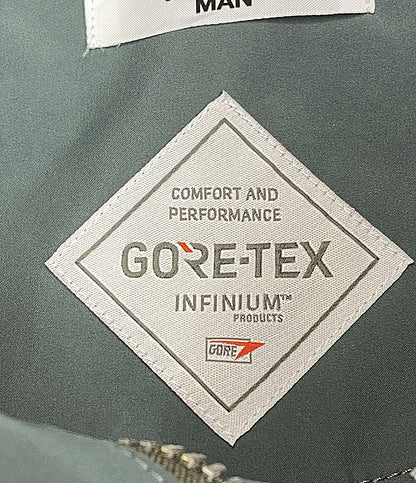 MAN
COMFORT AND
PERFORMANCE
GORE-TEX
INFINIUM™
PRODUCTS
GORE